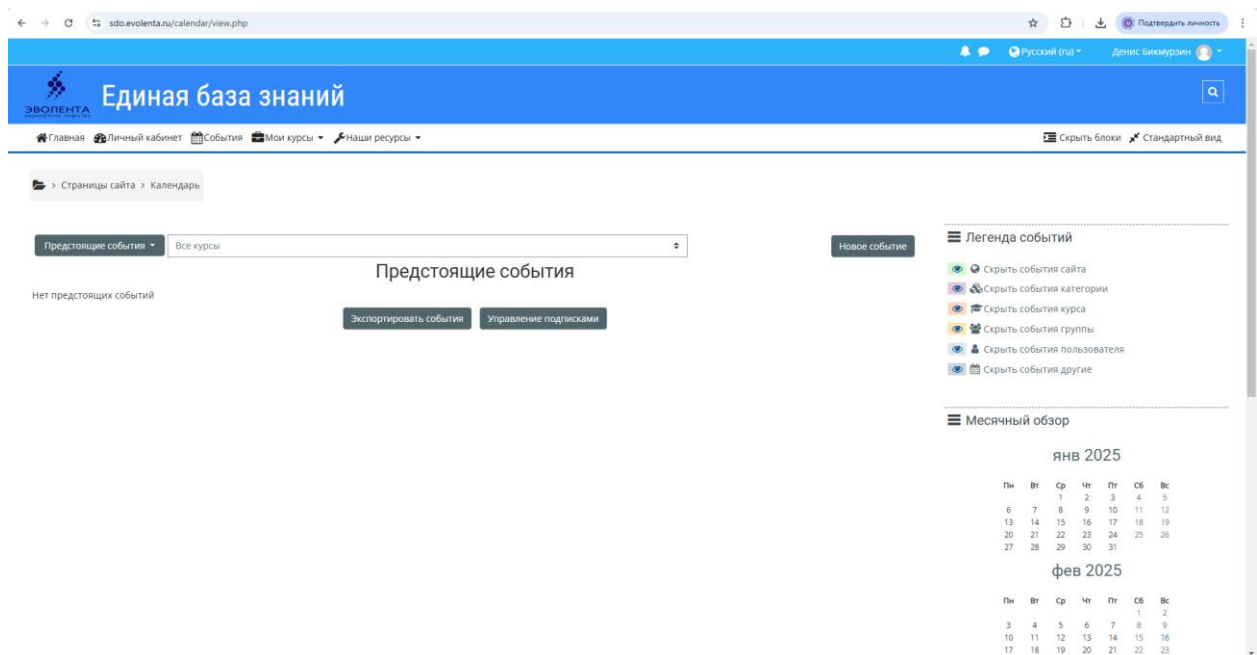 sdo.evolenta.ru/calendar/view.php
Подтвердить личность
Русский (ru)
Денис Бикмурзин
ЭВОЛЕНТА
Единая база знаний
Главная Личный кабинет События Мои курсы Наши ресурсы
Скрыть блоки Стандартный вид
> Страницы сайта > Календарь
Предстоящие события
Все курсы
Новое событие
Предстоящие события
Нет предстоящих событий
Экспортировать события
Управление подписками
Легенда событий
Скрыть события сайта
Скрыть события категории
Скрыть события курса
Скрыть события группы
Скрыть события пользователя
Скрыть события другие
Месячный обзор
янв 2025
Пн Вт Ср Чт Пт Сб Вс
1 2 3 4 5
6 7 8 9 10 11 12
13 14 15 16 17 18 19
20 21 22 23 24 25 26
27 28 29 30 31
фев 2025
Пн Вт Ср Чт Пт Сб Вс
1 2
3 4 5 6 7 8 9
10 11 12 13 14 15 16
17 18 19 20 21 22 23